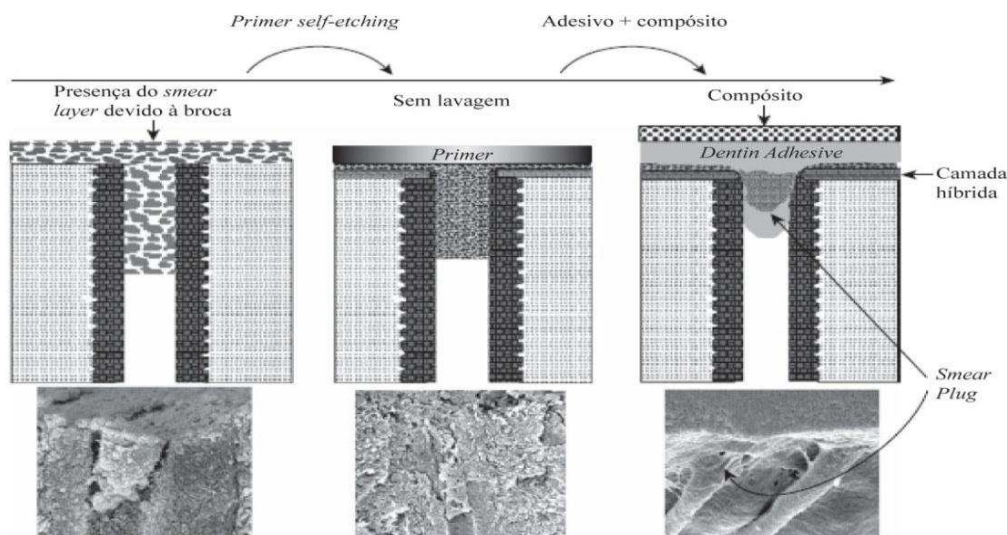 Primer self-etching
Adesivo + compósito
Presença do smear
layer devido à broca
Sem lavagem
Compósito
Primer
Dentin Adhesive
Camada
híbrida
Smear
Plug